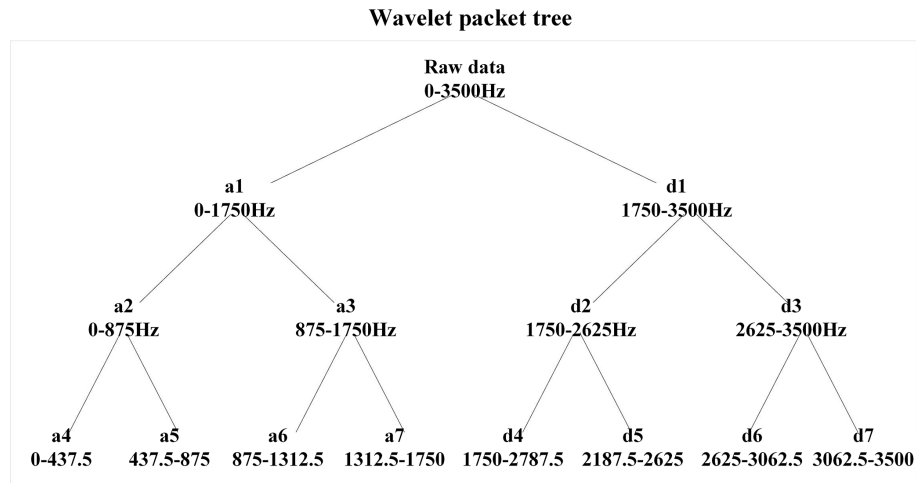 Wavelet packet tree
Raw data
0-3500Hz
a1
0-1750Hz
d1
1750-3500Hz
a2
0-875Hz
a3
875-1750Hz
d2
1750-2625Hz
d3
2625-3500Hz
a4
0-437.5
a5
437.5-875
a6
875-1312.5
a7
1312.5-1750
d4
1750-2787.5
d5
2187.5-2625
d6
2625-3062.5
d7
3062.5-3500